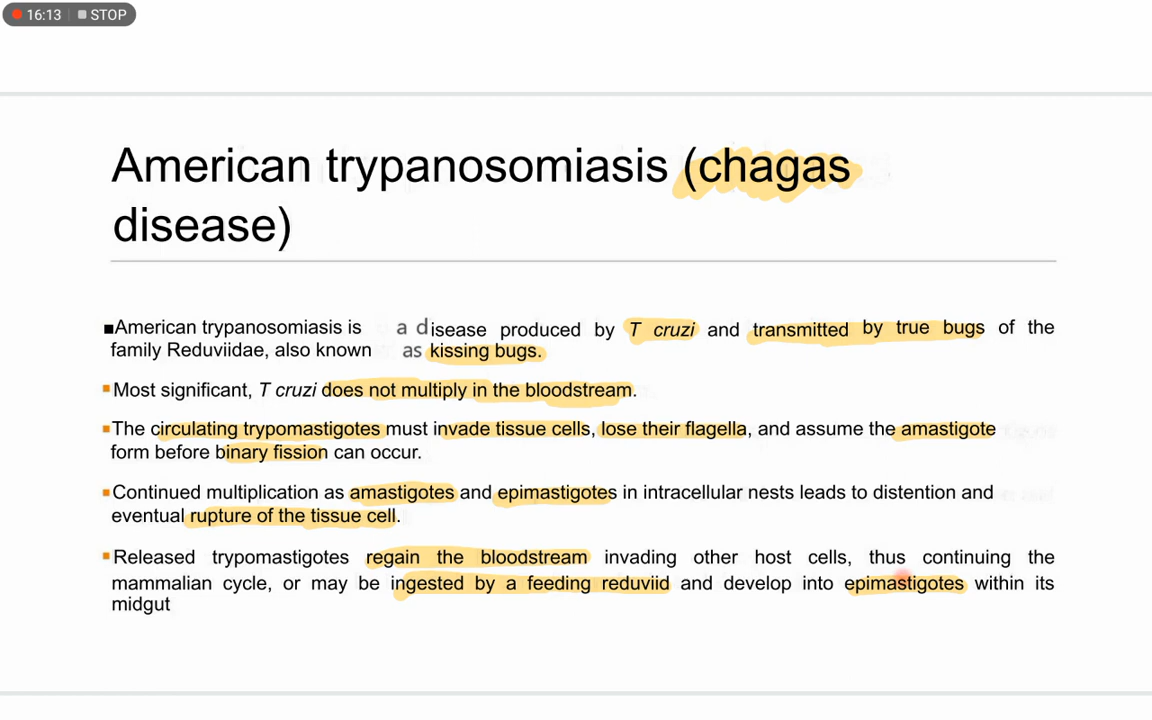 16:13 STOP
American trypanosomiasis (chagas
disease)
■American trypanosomiasis is a disease produced by T cruzi and transmitted by true bugs of the
family Reduviidae, also known as kissing bugs.
▪Most significant, T cruzi does not multiply in the bloodstream.
▪The circulating trypomastigotes must invade tissue cells, lose their flagella, and assume the amastigote
form before binary fission can occur.
▪Continued multiplication as amastigotes and epimastigotes in intracellular nests leads to distention and
eventual rupture of the tissue cell.
▪Released trypomastigotes regain the bloodstream invading other host cells, thus continuing the
mammalian cycle, or may be ingested by a feeding reduviid and develop into epimastigotes within its
midgut